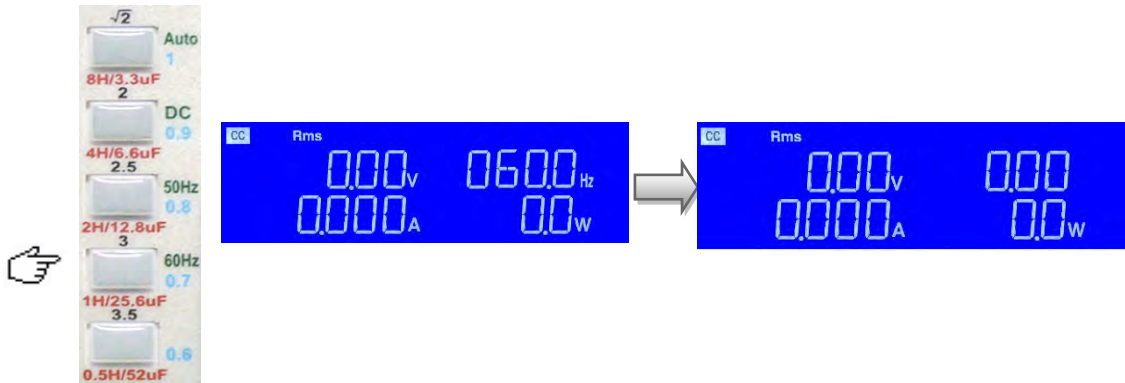 √2
Auto
1
8H/3.3uF
2
DC
0.9
4H/6.6uF
2.5
50Hz
0.8
2H/12.8uF
3
60Hz
0.7
1H/25.6uF
3.5
0.6
0.5H/52uF
CC Rms
0.00V 060.0Hz
0.000A 0.0W
CC Rms
0.00V 0.00
0.000A 0.0W